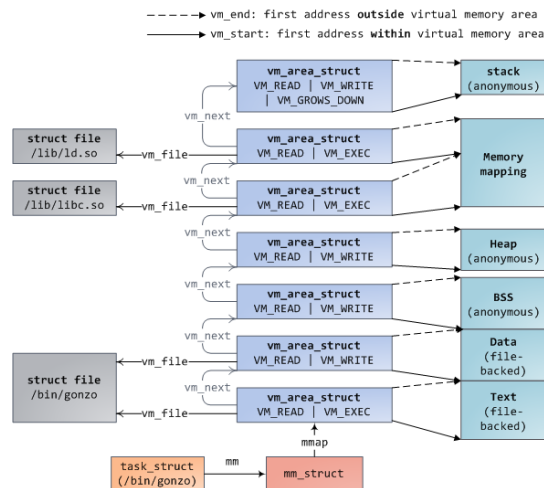 vm_end: first address outside virtual memory area
vm_start: first address within virtual memory area
vm_area_struct
VM_READ | VM_WRITE
| VM_GROWS_DOWN
stack
(anonymous)
vm_next
struct file
/lib/ld.so
vm_file
vm_area_struct
VM_READ | VM_EXEC
Memory
mapping
vm_next
struct file
/lib/libc.so
vm_file
vm_area_struct
VM_READ | VM_EXEC
vm_next
vm_area_struct
VM_READ | VM_WRITE
Heap
(anonymous)
vm_next
vm_area_struct
VM_READ | VM_WRITE
BSS
(anonymous)
vm_next
struct file
/bin/gonzo
vm_file
vm_area_struct
VM_READ | VM_WRITE
Data
(file-
backed)
vm_next
vm_file
vm_area_struct
VM_READ | VM_EXEC
Text
(file-
backed)
mmap
task_struct
(/bin/gonzo)
mm
mm_struct